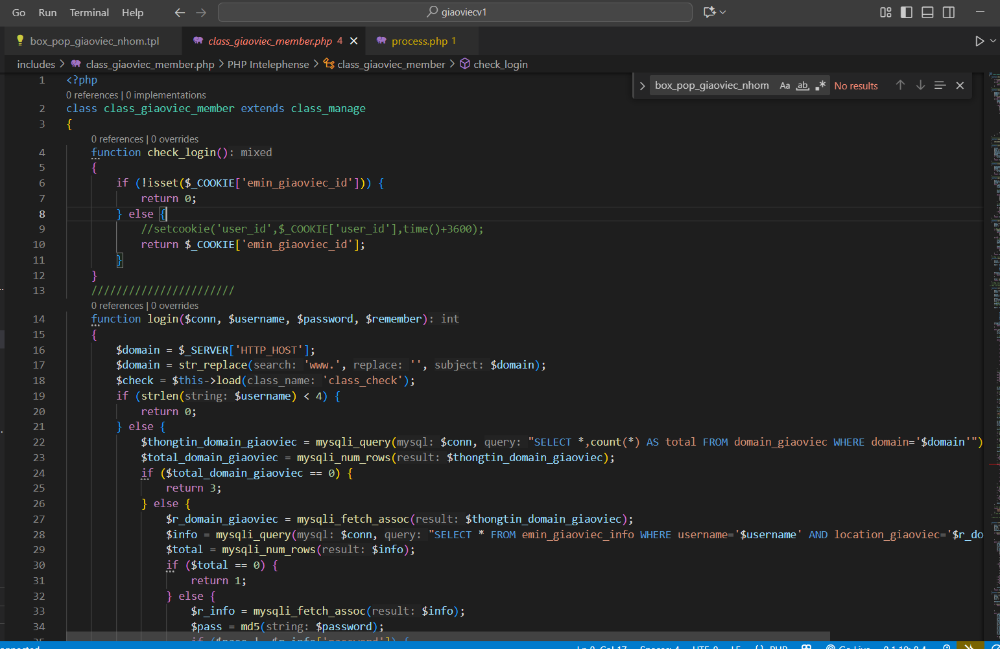 Go Run Terminal Help giaoviecv1
box_pop_giaoviec_nhom.tpl class_giaoviec_member.php 4 process.php 1
includes > class_giaoviec_member.php > PHP Intelephense > class_giaoviec_member > check_login
box_pop_giaoviec_nhom Aa ab .* No results
1 <?php
0 references | 0 implementations
2 class class_giaoviec_member extends class_manage
3 {
0 references | 0 overrides
4 function check_login(): mixed
5 {
6 if (!isset($_COOKIE['emin_giaoviec_id'])) {
7 return 0;
8 } else {
9 //setcookie('user_id',$_COOKIE['user_id'],time()+3600);
10 return $_COOKIE['emin_giaoviec_id'];
11 }
12 }
13 ///////////////////////
0 references | 0 overrides
14 function login($conn, $username, $password, $remember): int
15 {
16 $domain = $_SERVER['HTTP_HOST'];
17 $domain = str_replace(search: 'www.', replace: '', subject: $domain);
18 $check = $this->load(class_name: 'class_check');
19 if (strlen(string: $username) < 4) {
20 return 0;
21 } else {
22 $thongtin_domain_giaoviec = mysqli_query(mysql: $conn, query: "SELECT *,count(*) AS total FROM domain_giaoviec WHERE domain='$domain'")
23 $total_domain_giaoviec = mysqli_num_rows(result: $thongtin_domain_giaoviec);
24 if ($total_domain_giaoviec == 0) {
25 return 3;
26 } else {
27 $r_domain_giaoviec = mysqli_fetch_assoc(result: $thongtin_domain_giaoviec);
28 $info = mysqli_query(mysql: $conn, query: "SELECT * FROM emin_giaoviec_info WHERE username='$username' AND location_giaoviec='$r_do
29 $total = mysqli_num_rows(result: $info);
30 if ($total == 0) {
31 return 1;
32 } else {
33 $r_info = mysqli_fetch_assoc(result: $info);
34 $pass = md5(string: $password);